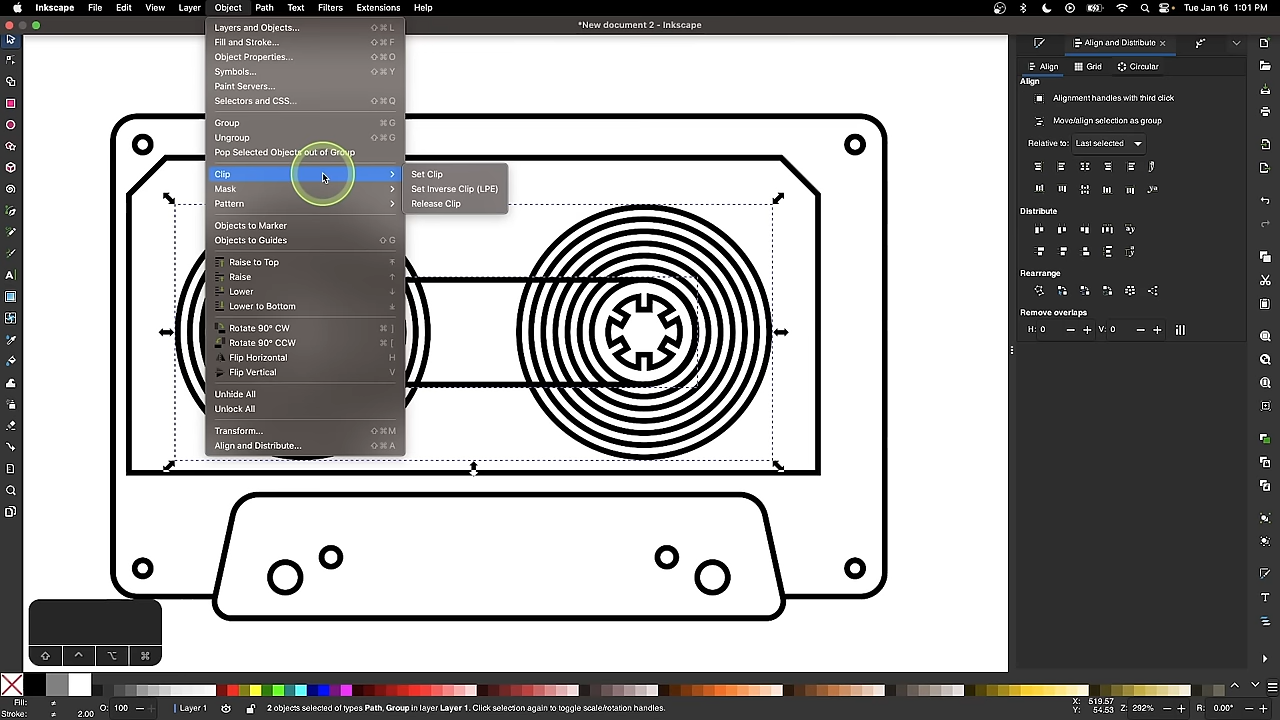 Inkscape File Edit View Layer Object Path Text Filters Extensions Help Tue Jan 16 1:01 PM
*New document 2 - Inkscape
Layers and Objects... ⇧⌘L
Fill and Stroke... ⇧⌘F
Object Properties... ⇧⌘O
Symbols... ⇧⌘Y
Paint Servers...
Selectors and CSS... ⇧⌘Q
Group ⌘G
Ungroup ⇧⌘G
Pop Selected Objects out of Group
Clip
Mask
Pattern
Set Clip
Set Inverse Clip (LPE)
Release Clip
Objects to Marker
Objects to Guides ⇧G
Raise to Top
Raise
Lower
Lower to Bottom
Rotate 90° CW ⌘]
Rotate 90° CCW ⌘[
Flip Horizontal H
Flip Vertical V
Unhide All
Unlock All
Transform... ⇧⌘M
Align and Distribute... ⇧⌘A
Align and Distribute
Align Grid Circular
Align
Alignment handles with third click
Move/align selection as group
Relative to: Last selected
Distribute
Rearrange
Remove overlaps
H: 0 V: 0
Fill:
Stroke: 2.00
O: 100
Layer 1
2 objects selected of types Path, Group in layer Layer 1. Click selection again to toggle scale/rotation handles.
X: 519.57
Y: 54.53
Z: 292%
R: 0.00°